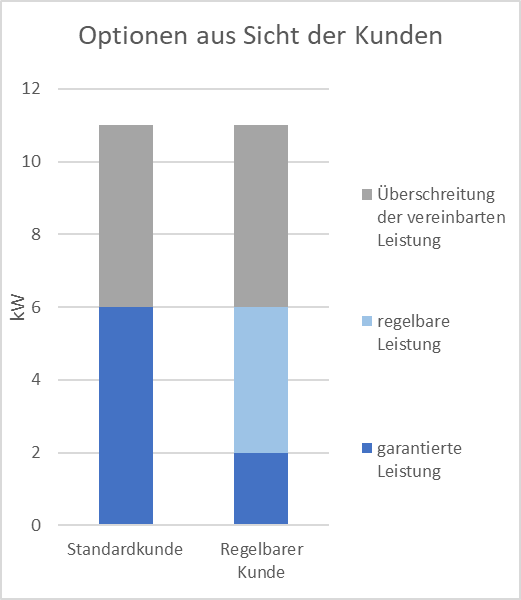 Optionen aus Sicht der Kunden
12
10
8
6
4
2
0
kW
Standardkunde
Regelbarer
Kunde
Überschreitung
der vereinbarten
Leistung
regelbare
Leistung
garantierte
Leistung